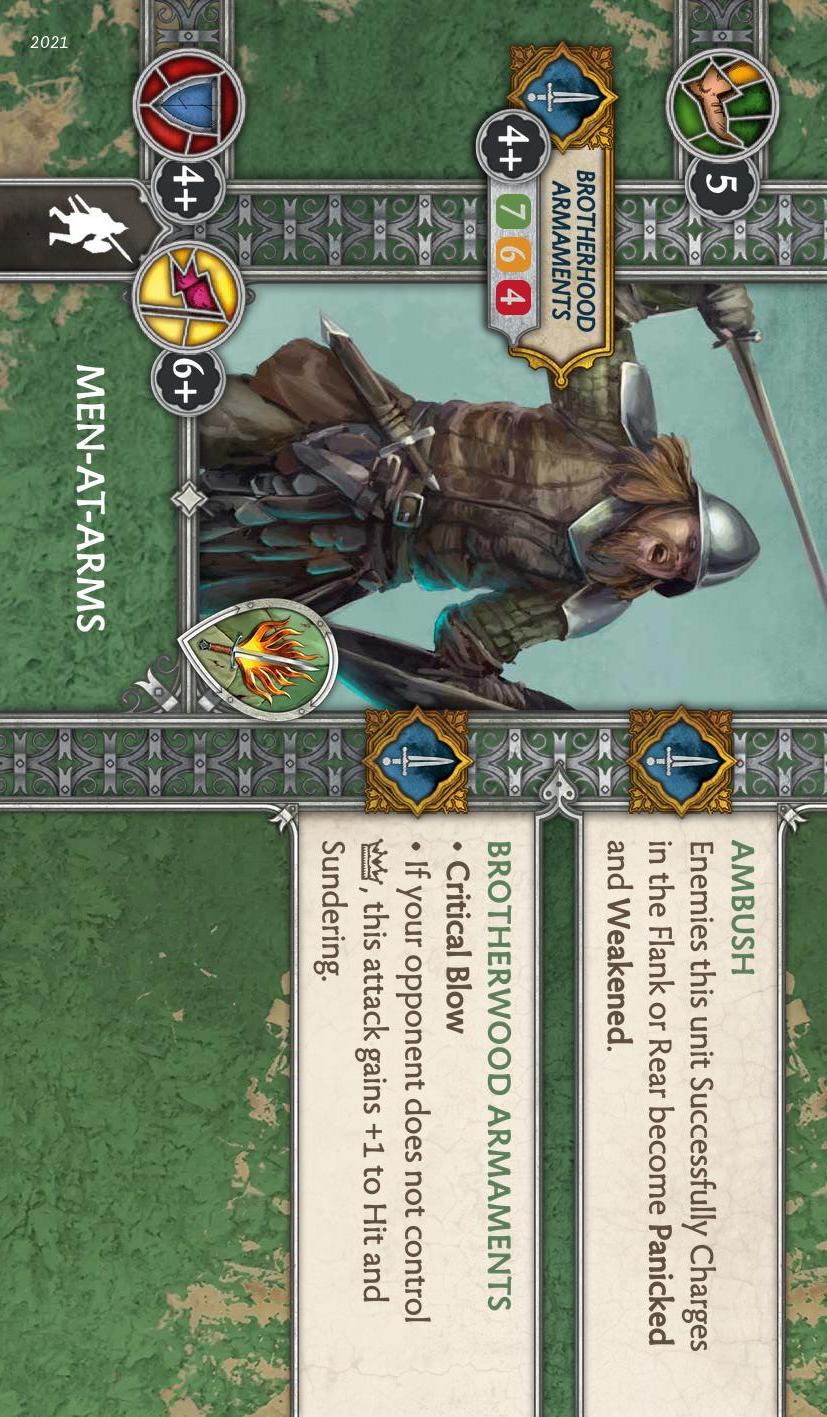 5
BROTHERHOOD
ARMAMENTS
4+
7 6 4
4+
6+
MEN-AT-ARMS
AMBUSH
Enemies this unit Successfully Charges
in the Flank or Rear become Panicked
and Weakened.
BROTHERWOOD ARMAMENTS
• Critical Blow
• If your opponent does not control
, this attack gains +1 to Hit and
Sundering.
2021